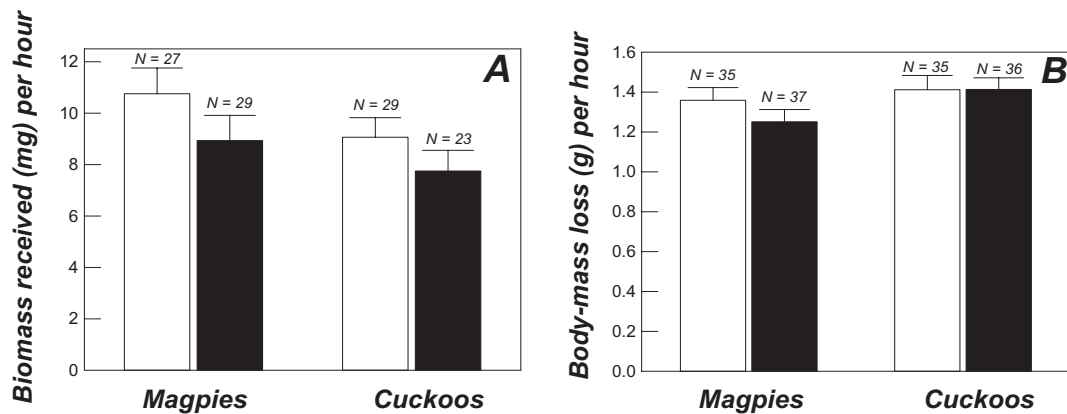 Biomass received (mg) per hour
12
10
8
6
4
2
0
N = 27
N = 29
N = 29
N = 23
A
Magpies
Cuckoos
Body-mass loss (g) per hour
1.6
1.4
1.2
1.0
0.8
0.6
0.4
0.2
0.0
N = 35
N = 37
N = 35
N = 36
B
Magpies
Cuckoos